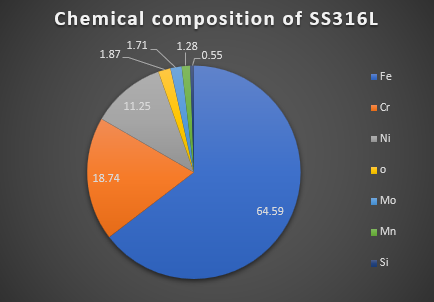 Chemical composition of SS316L
1.71
1.28
1.87
0.55
Fe
11.25
Cr
Ni
18.74
o
Mo
64.59
Mn
Si